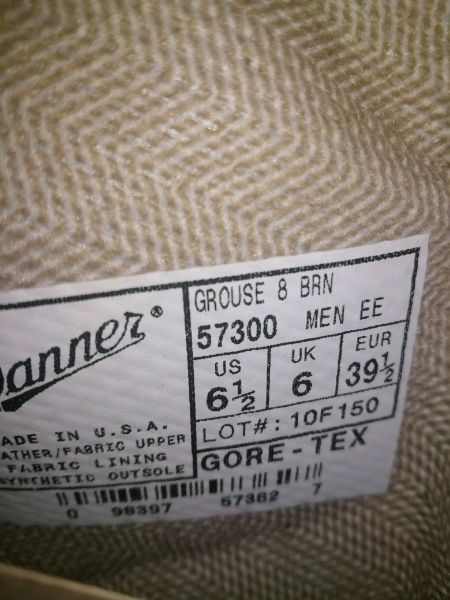 Danner®
MADE IN U.S.A.
LEATHER/FABRIC UPPER
FABRIC LINING
SYNTHETIC OUTSOLE
GROUSE 8 BRN
57300 MEN EE
US UK EUR
6½ 6 39½
LOT#: 10F150
GORE-TEX
0 98397 57362 7